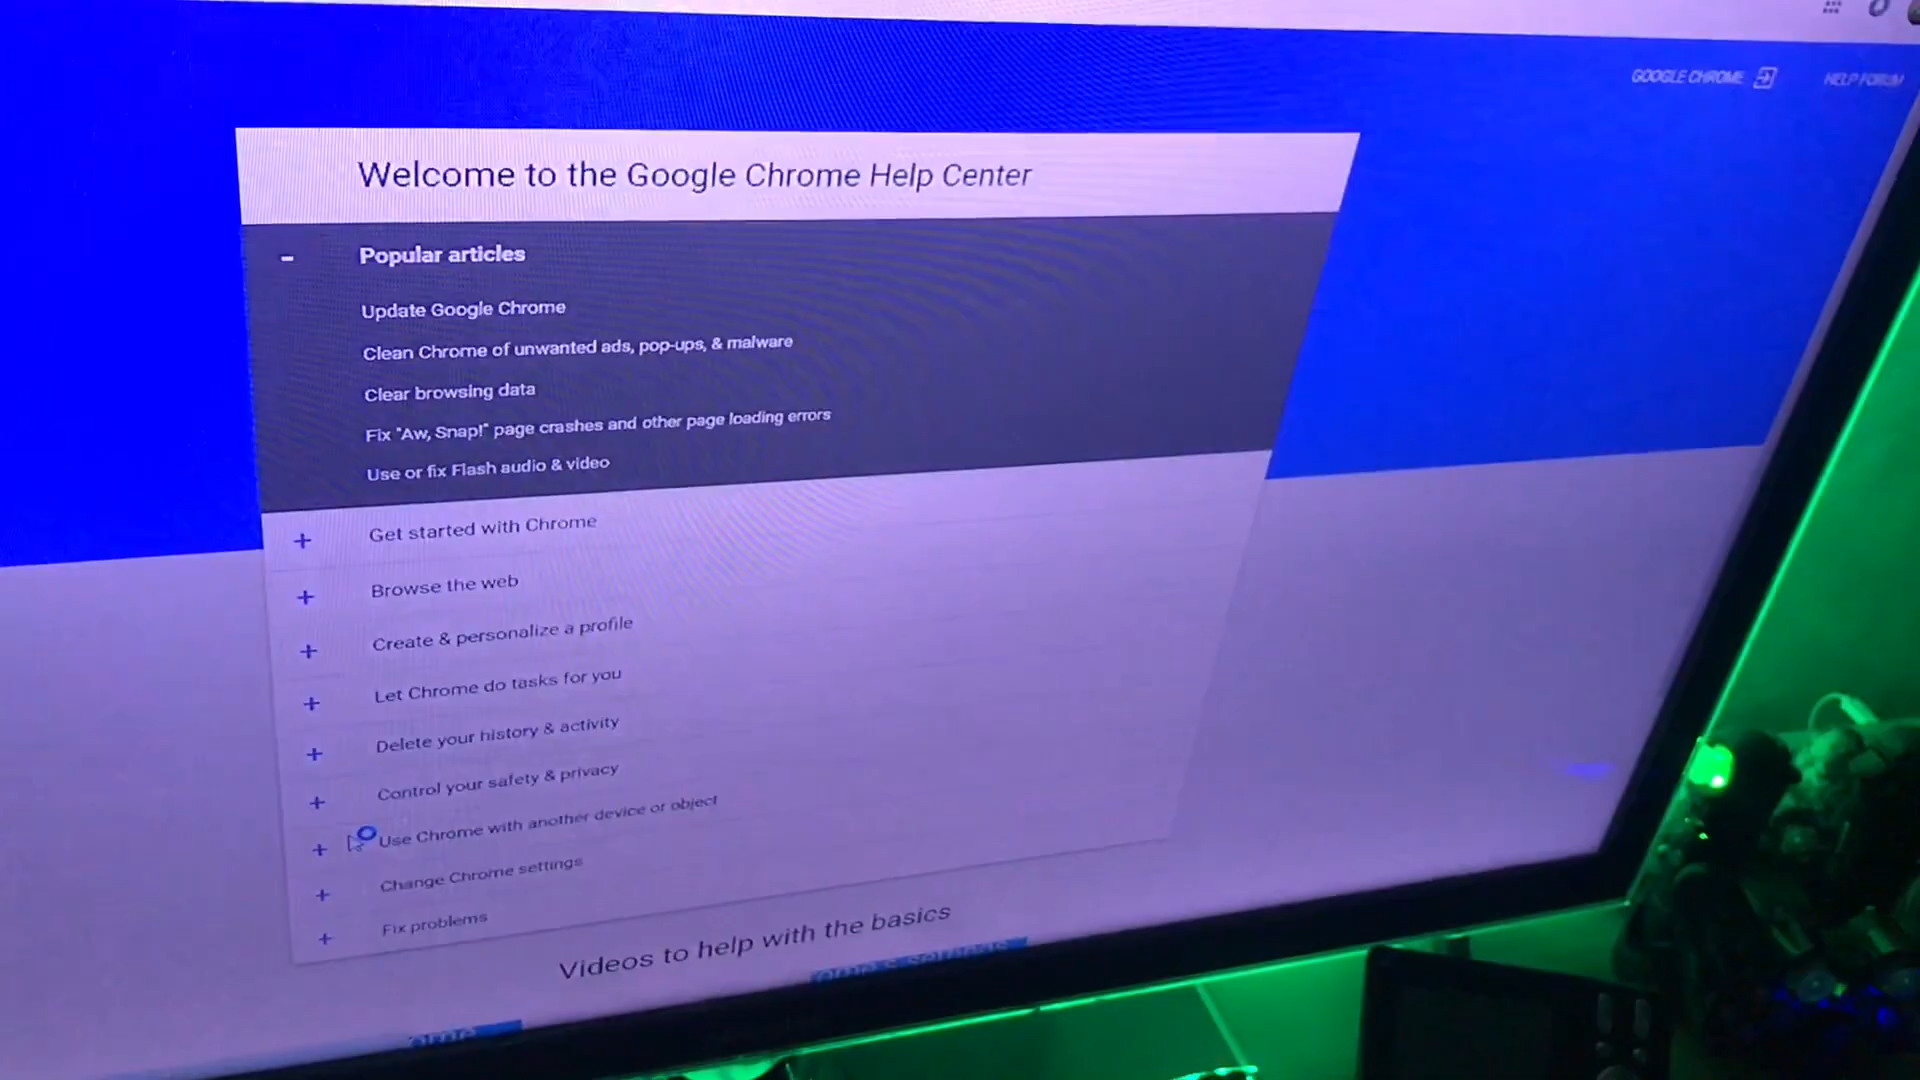 GOOGLE CHROME
HELP FORUM
Welcome to the Google Chrome Help Center
Popular articles
Update Google Chrome
Clean Chrome of unwanted ads, pop-ups, & malware
Clear browsing data
Fix "Aw, Snap!" page crashes and other page loading errors
Use or fix Flash audio & video
Get started with Chrome
Browse the web
Create & personalize a profile
Let Chrome do tasks for you
Delete your history & activity
Control your safety & privacy
Use Chrome with another device or object
Change Chrome settings
Fix problems
Videos to help with the basics